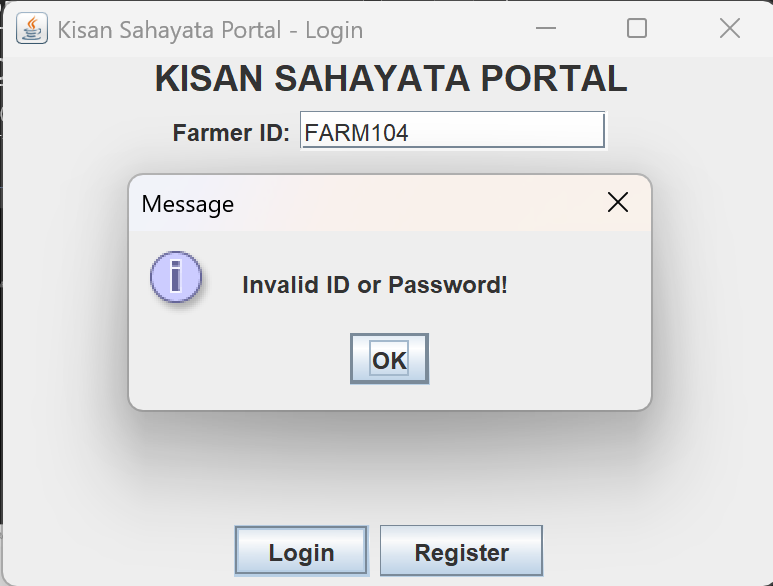 Kisan Sahayata Portal - Login
KISAN SAHAYATA PORTAL
Farmer ID: FARM104
Message
i
Invalid ID or Password!
OK
Login Register